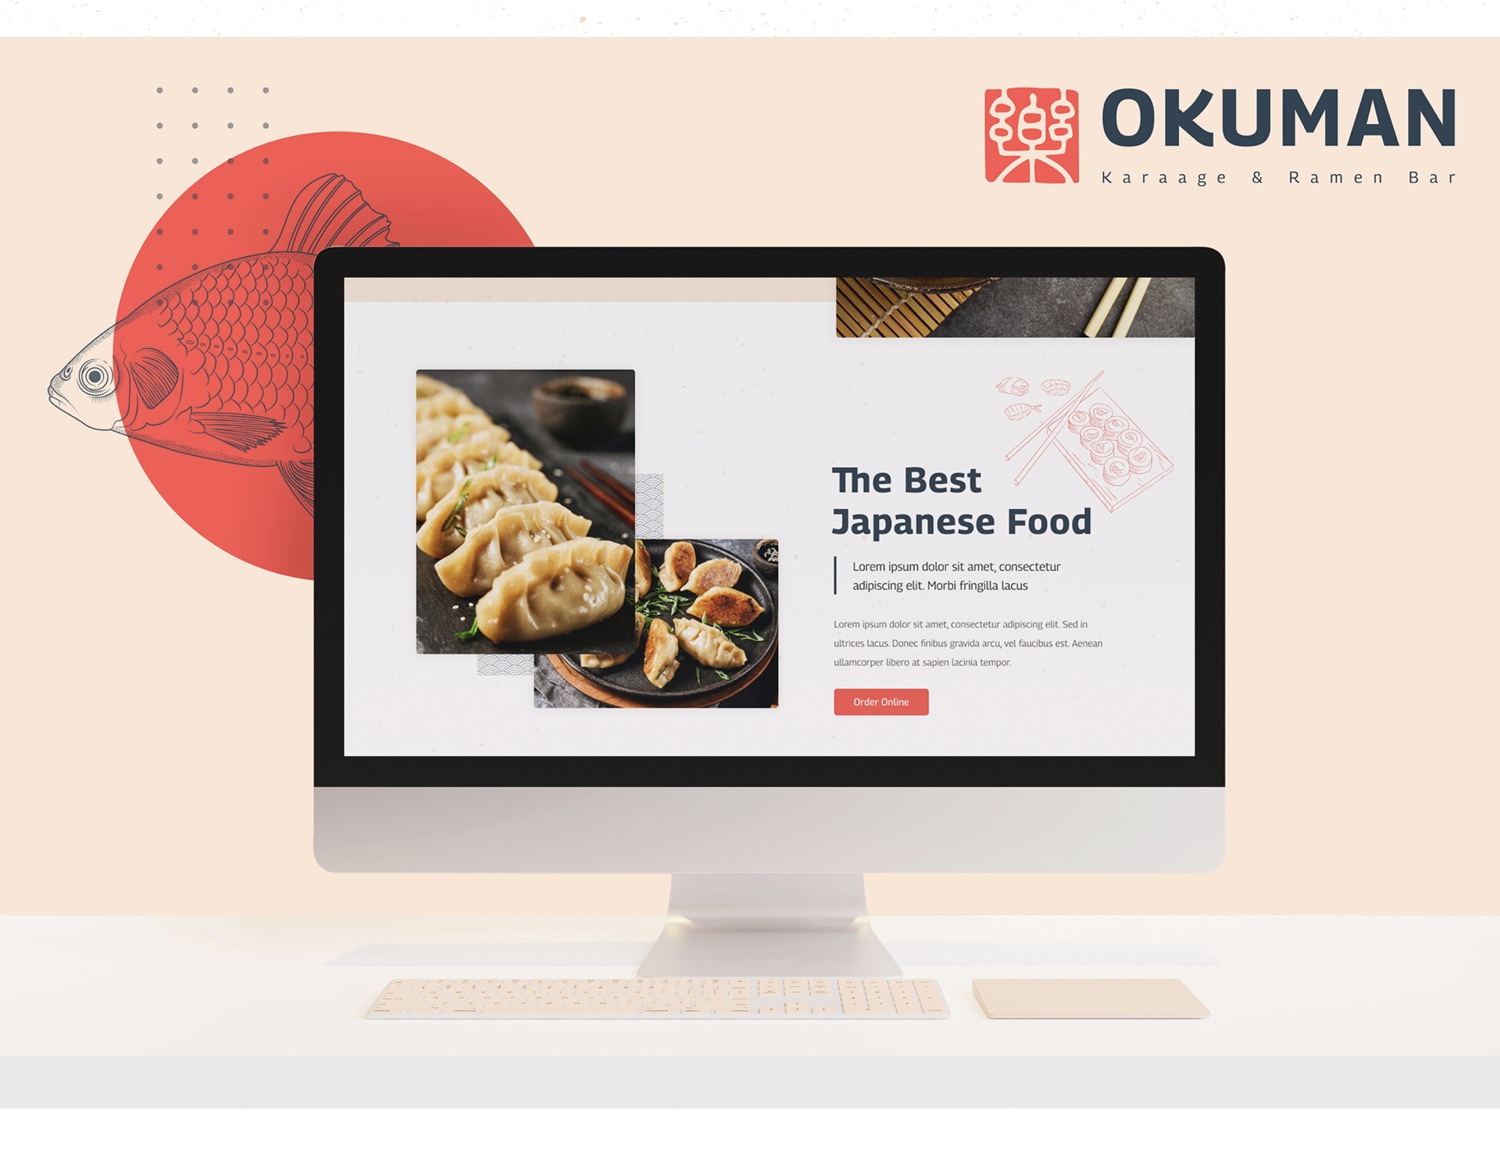 樂
OKUMAN
Karaage & Ramen Bar
The Best
Japanese Food
Lorem ipsum dolor sit amet, consectetur
adipiscing elit. Morbi fringilla lacus
Lorem ipsum dolor sit amet, consectetur adipiscing elit. Sed in
ultrices lacus. Donec finibus gravida arcu, vel faucibus est. Aenean
ullamcorper libero at sapien lacinia tempor.
Order Online